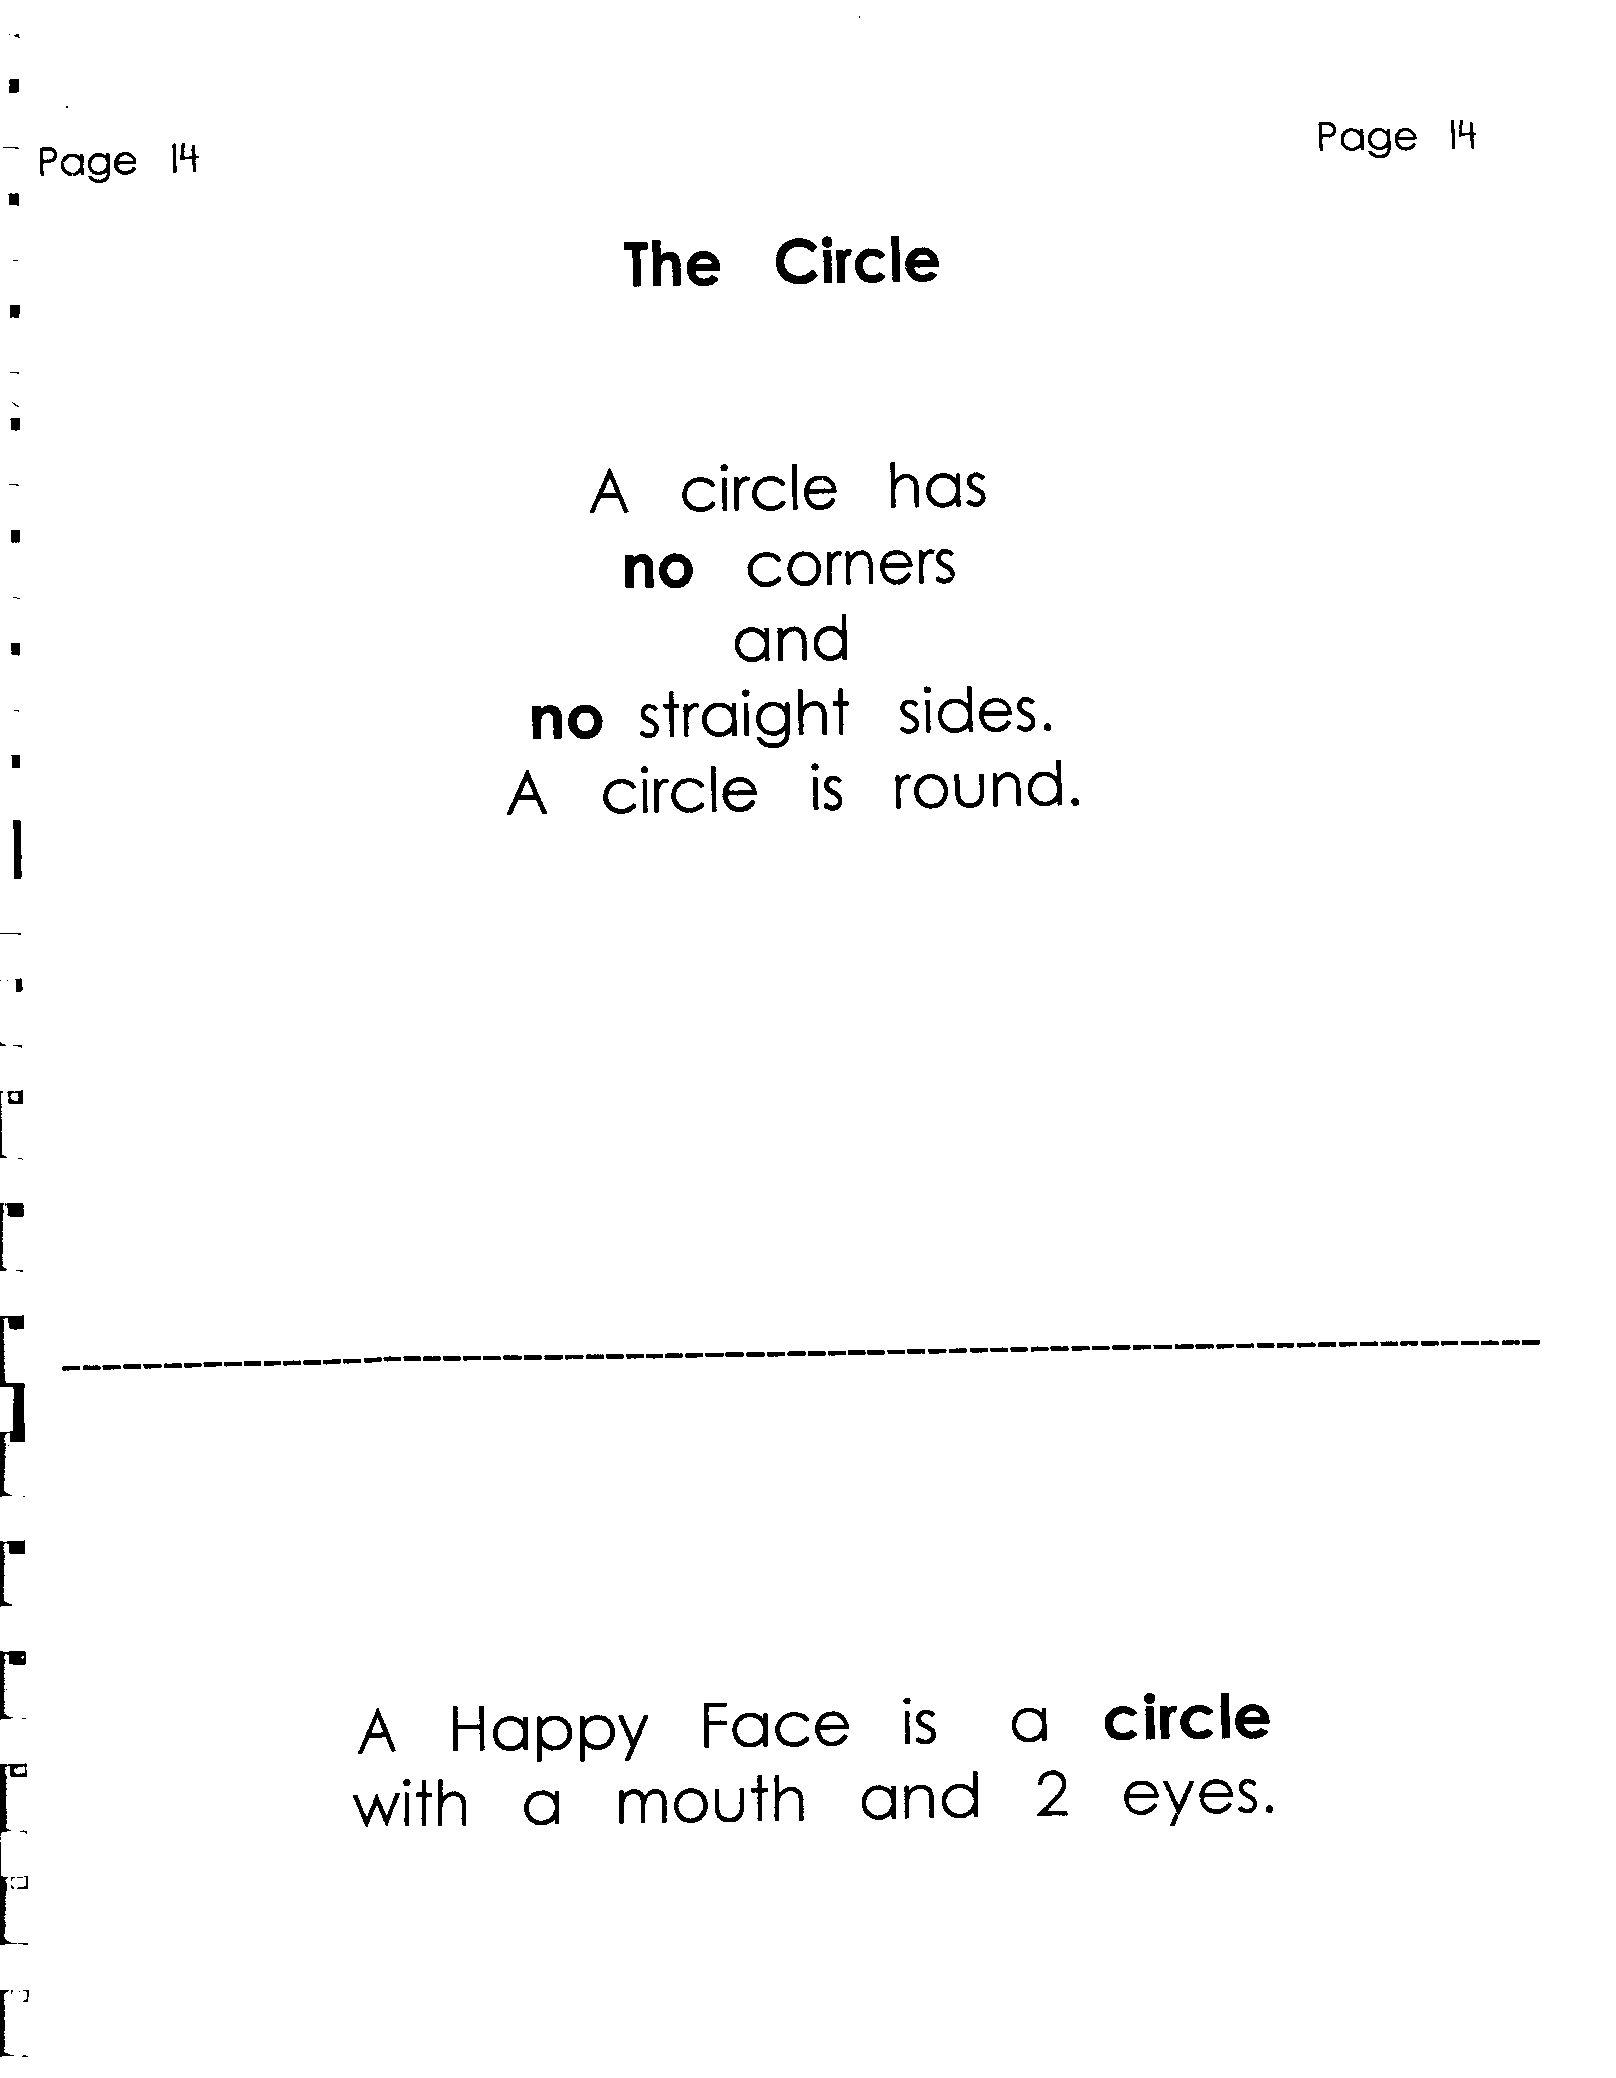 Page 14
Page 14
The Circle
A circle has
no corners
and
no straight sides.
A circle is round.
A Happy Face is a circle
with a mouth and 2 eyes.